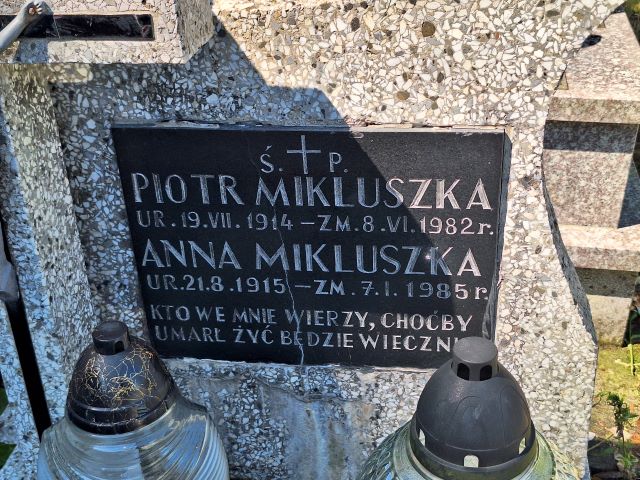 Ś. P.
PIOTR MIKLUSZKA
UR. 19. VII. 1914 – ZM. 8. VI. 1982 r.
ANNA MIKLUSZKA
UR. 21. 8. 1915 – ZM. 7. I. 1985 r.
KTO WE MNIE WIERZY, CHOĆBY
UMARŁ ŻYĆ BĘDZIE WIECZNI